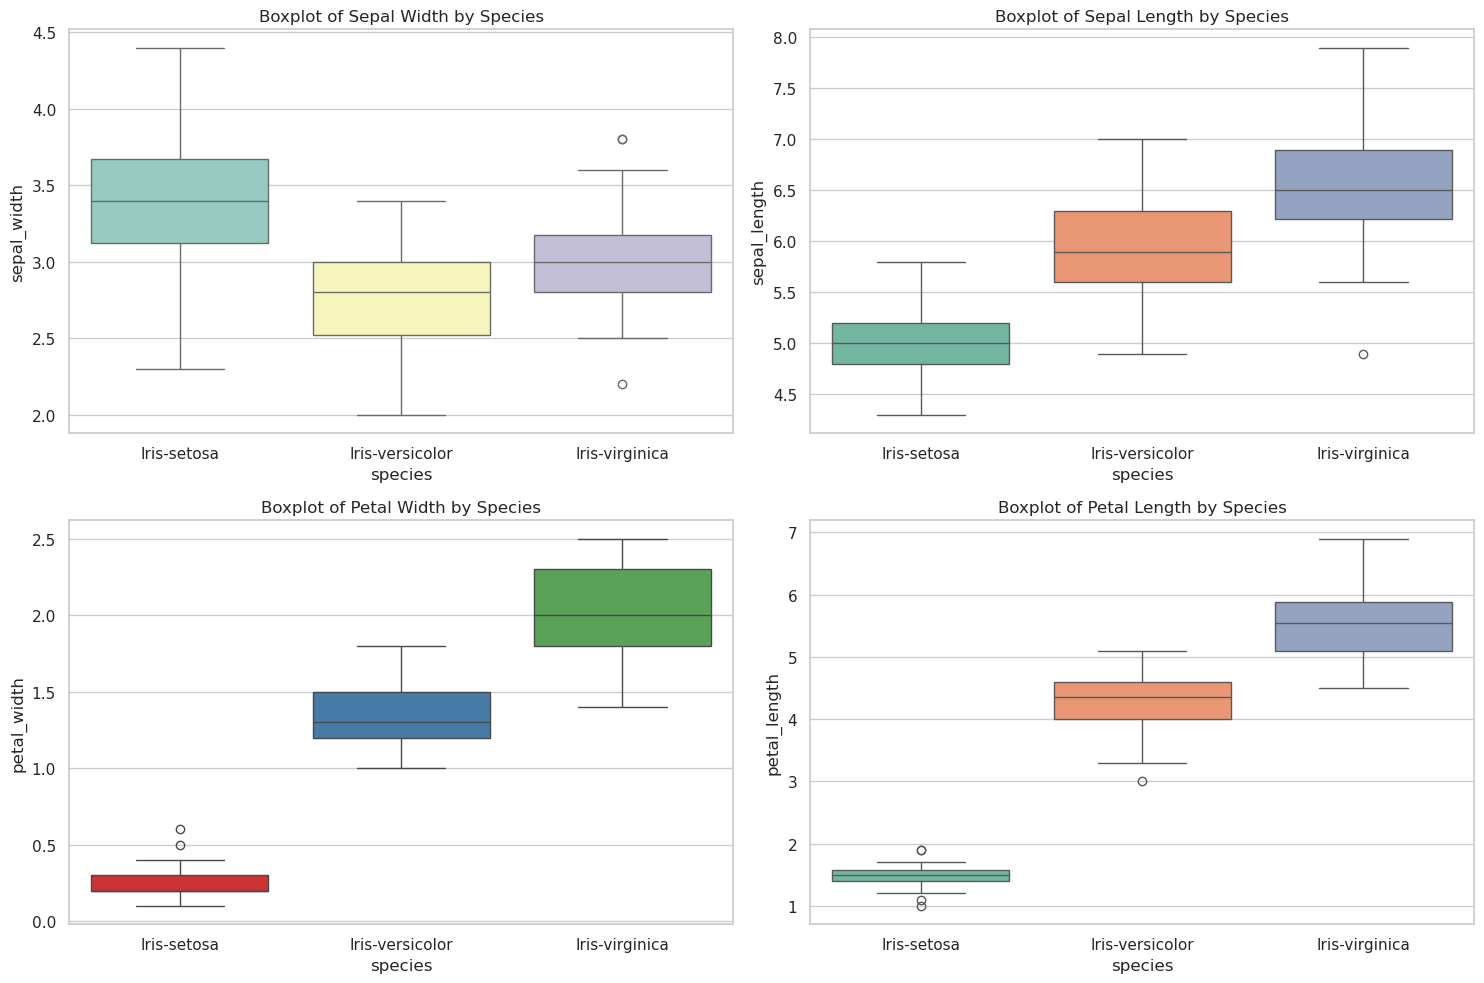 Boxplot of Sepal Width by Species
sepal_width
4.5
4.0
3.5
3.0
2.5
2.0
Iris-setosa Iris-versicolor Iris-virginica
species
Boxplot of Sepal Length by Species
sepal_length
8.0
7.5
7.0
6.5
6.0
5.5
5.0
4.5
Iris-setosa Iris-versicolor Iris-virginica
species
Boxplot of Petal Width by Species
petal_width
2.5
2.0
1.5
1.0
0.5
0.0
Iris-setosa Iris-versicolor Iris-virginica
species
Boxplot of Petal Length by Species
petal_length
7
6
5
4
3
2
1
Iris-setosa Iris-versicolor Iris-virginica
species